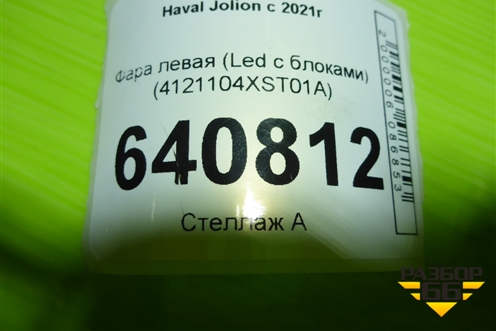 Haval Jolion с 2021г
Фара левая (Led с блоками)
(4121104XST01A)
640812
Стеллаж А
2000006086853
РАЗБОР
66